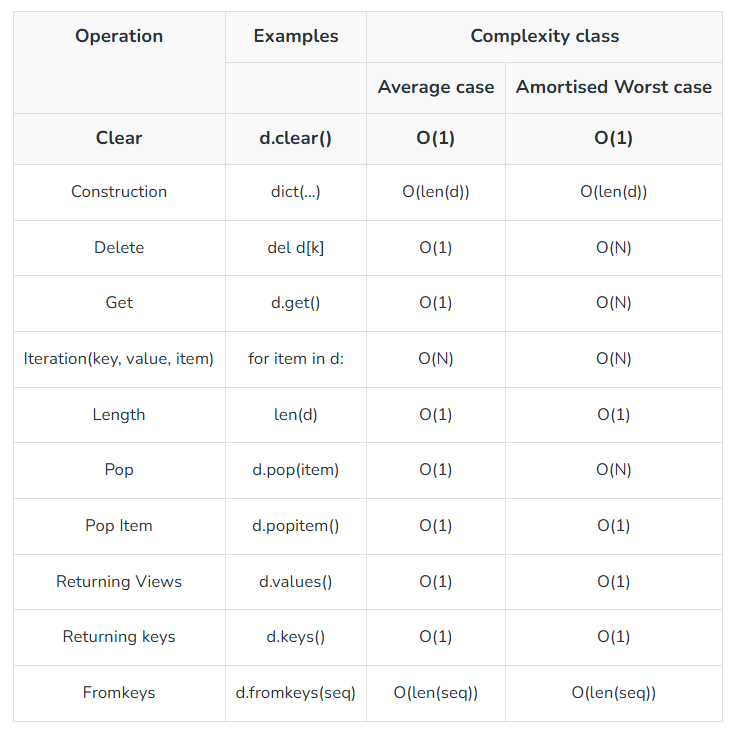 Operation Examples Complexity class
Average case Amortised Worst case
Clear d.clear() O(1) O(1)
Construction dict(...) O(len(d)) O(len(d))
Delete del d[k] O(1) O(N)
Get d.get() O(1) O(N)
Iteration(key, value, item) for item in d: O(N) O(N)
Length len(d) O(1) O(1)
Pop d.pop(item) O(1) O(N)
Pop Item d.popitem() O(1) O(1)
Returning Views d.values() O(1) O(1)
Returning keys d.keys() O(1) O(1)
Fromkeys d.fromkeys(seq) O(len(seq)) O(len(seq))